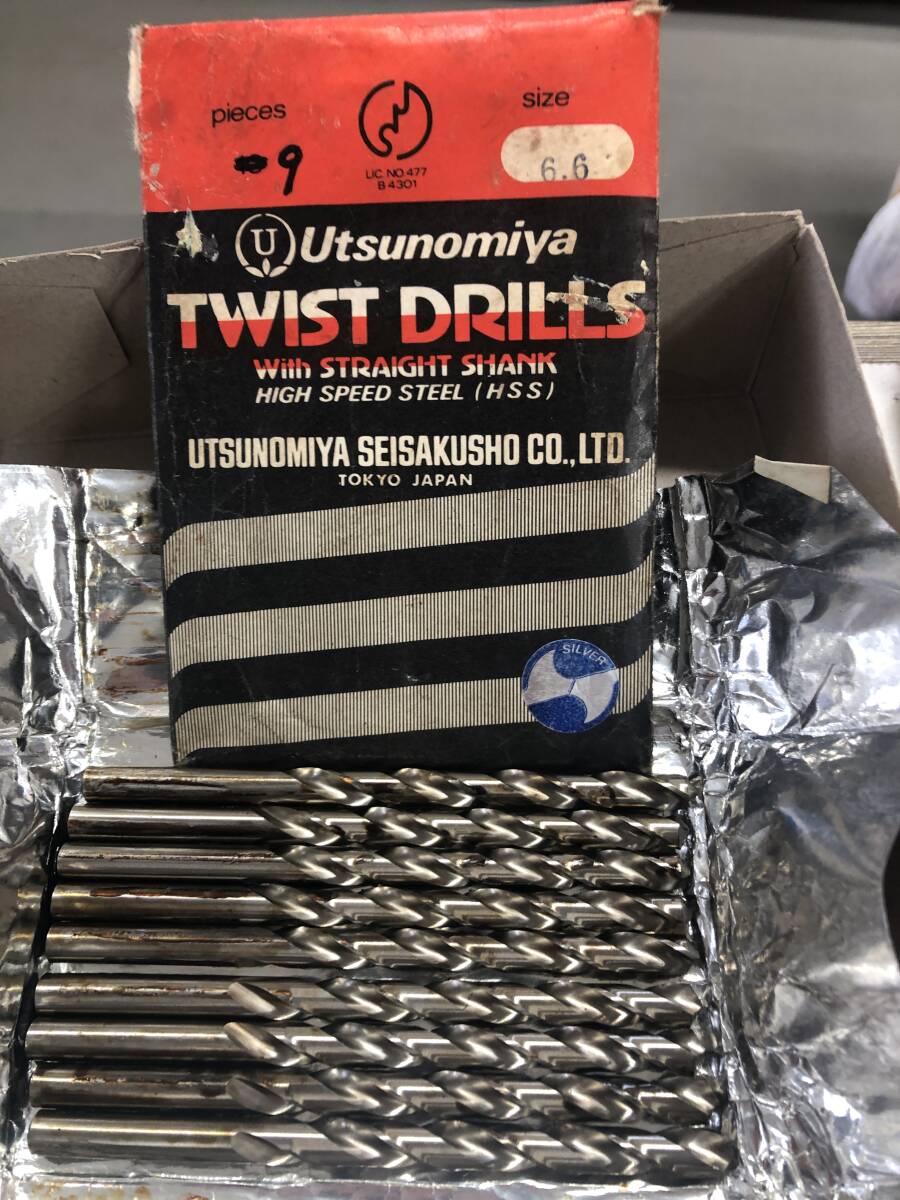 pieces
size
9
6.6
LIC. NO.477
B 4301
U Utsunomiya
TWIST DRILLS
With STRAIGHT SHANK
HIGH SPEED STEEL (HSS)
UTSUNOMIYA SEISAKUSHO CO., LTD.
TOKYO JAPAN
SILVER